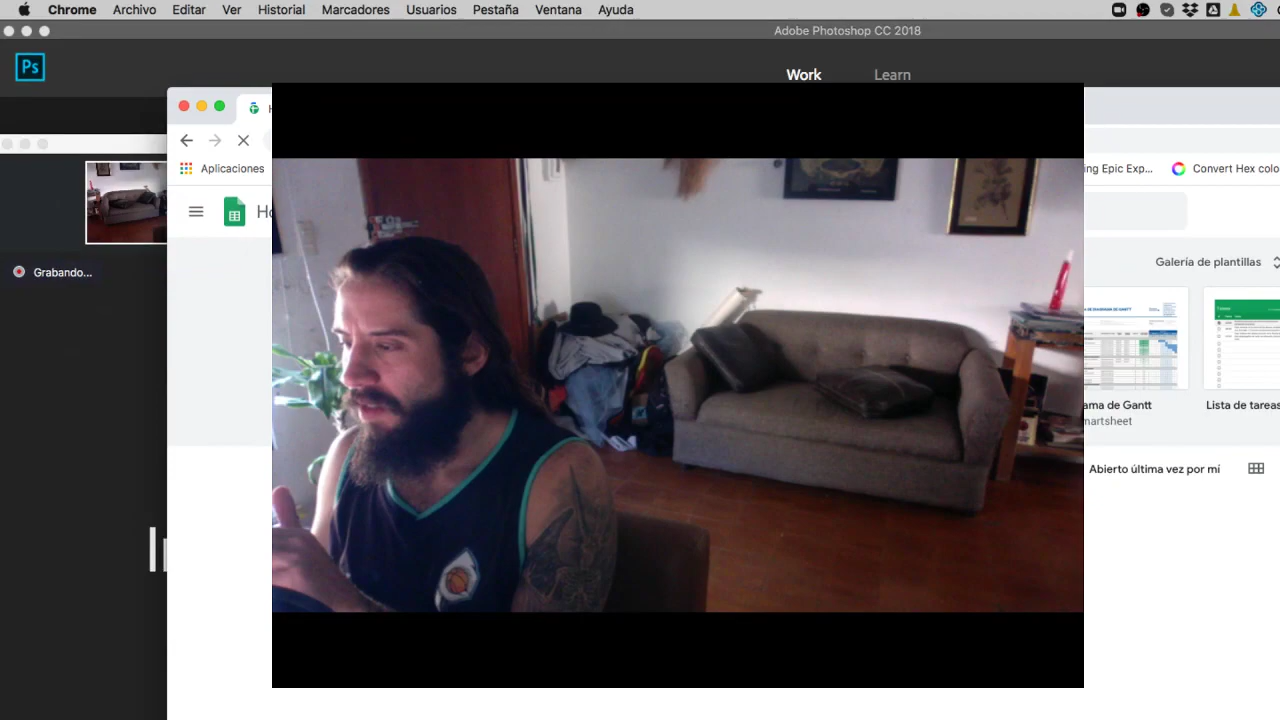 Chrome Archivo Editar Ver Historial Marcadores Usuarios Pestaña Ventana Ayuda
Adobe Photoshop CC 2018
Ps
Work Learn
Aplicaciones
ing Epic Exp...
Convert Hex colo
Grabando...
Galería de plantillas
ama de Gantt
martsheet
Lista de tareas
Abierto última vez por mí